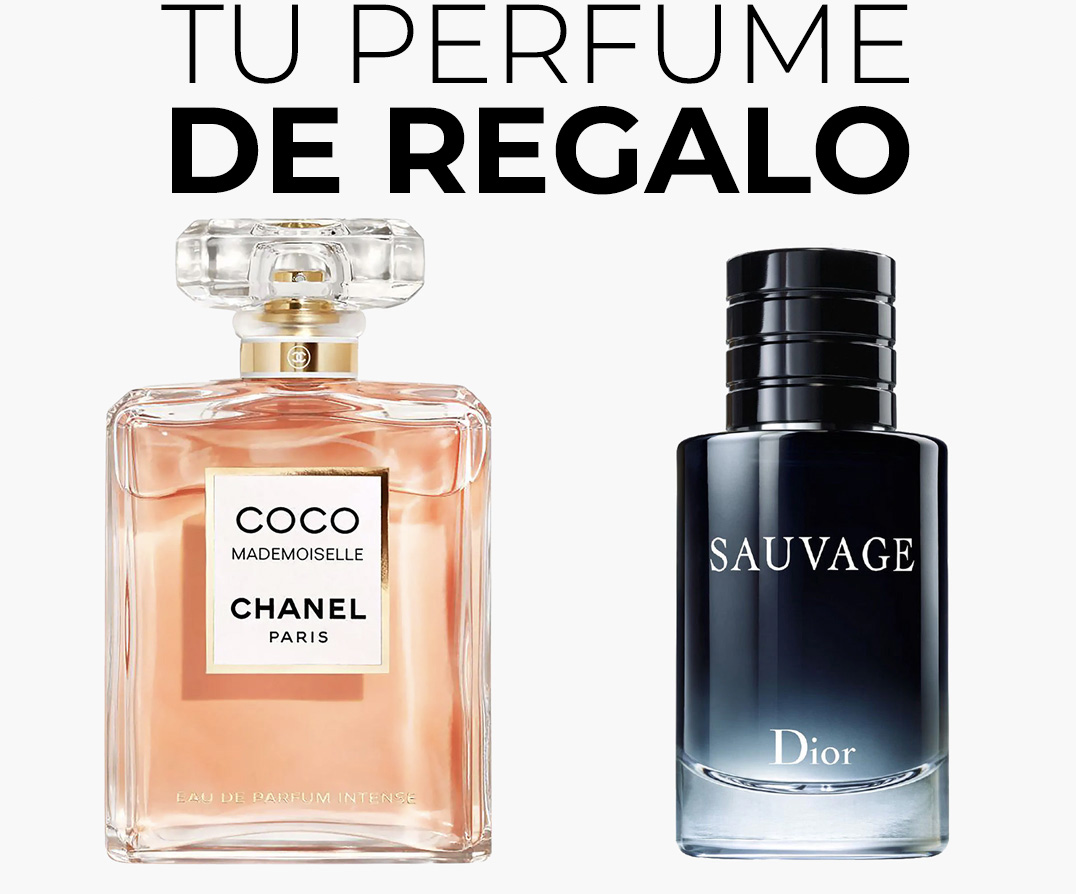 TU PERFUME
DE REGALO
COCO
MADEMOISELLE
CHANEL
PARIS
EAU DE PARFUM INTENSE
SAUVAGE
Dior